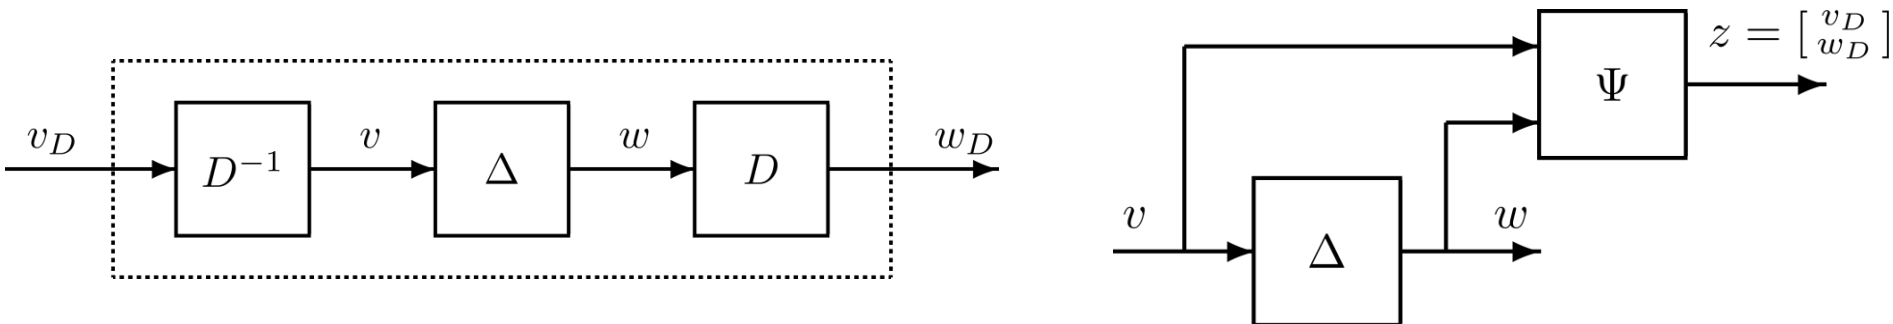 v_D
D^{-1}
v
Δ
w
D
w_D
v
Δ
w
Ψ
z = [ v_D w_D ]